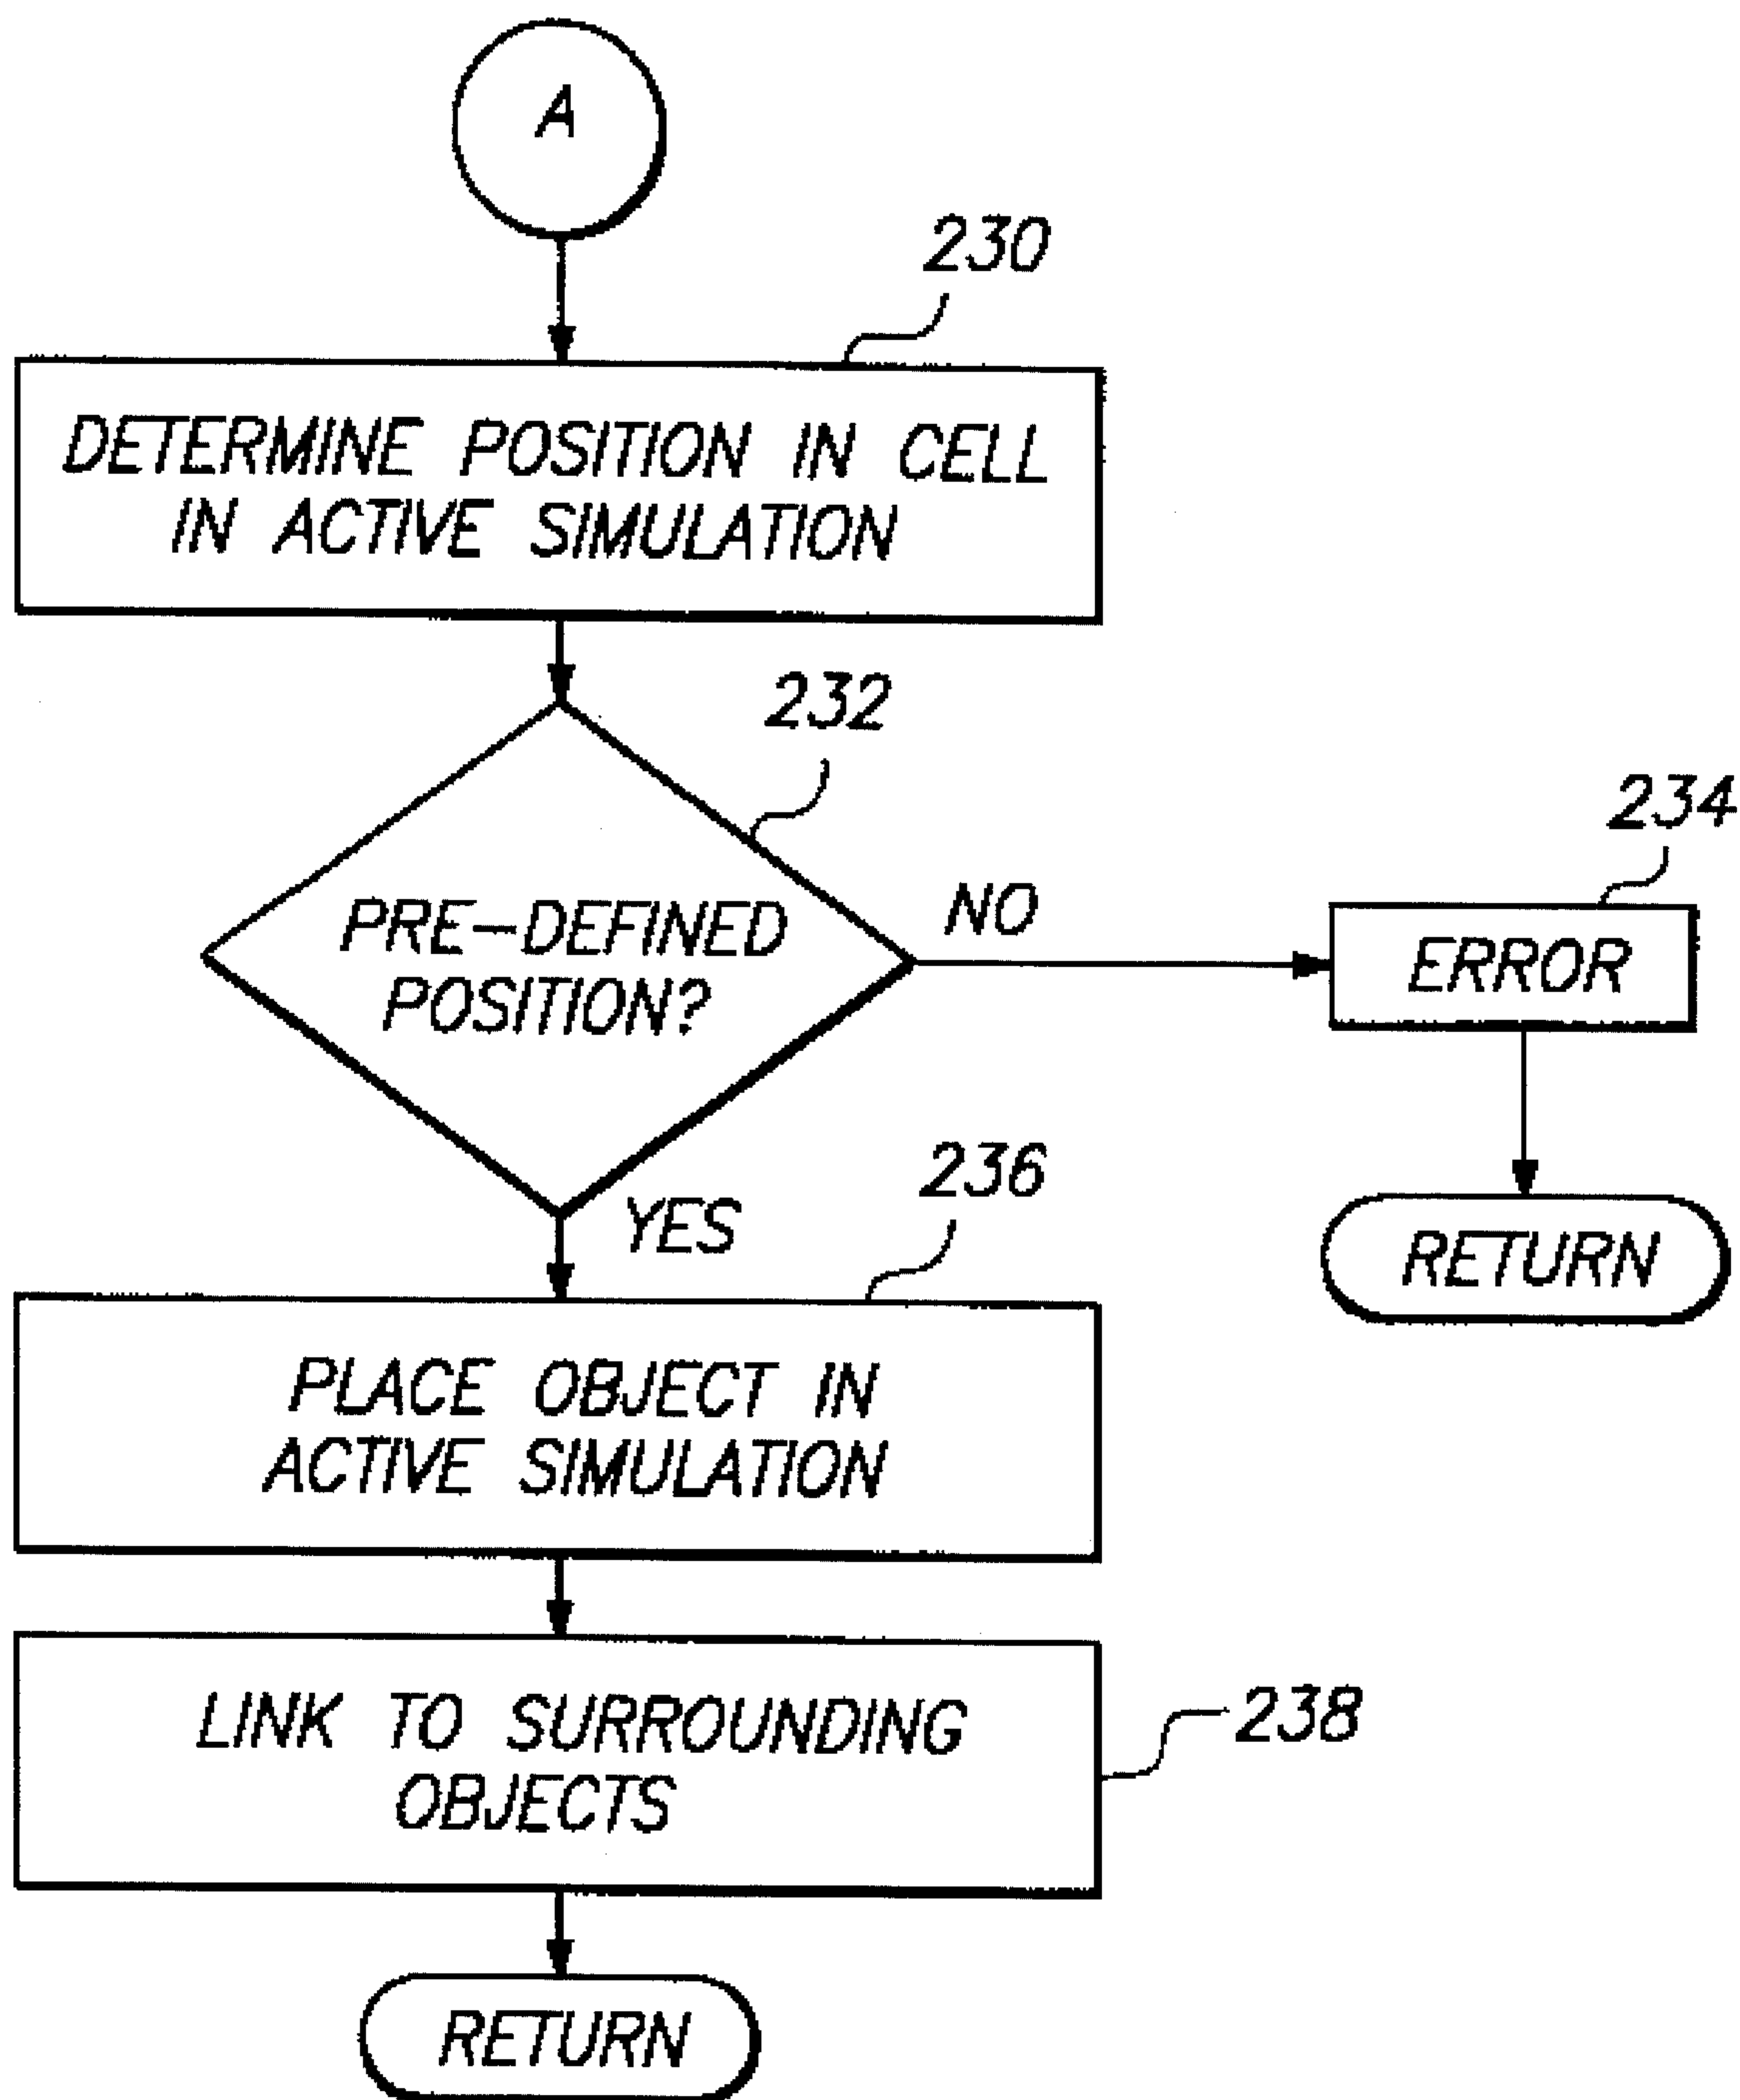 A
230
DETERMINE POSITION IN CELL
IN ACTIVE SIMULATION
232
PRE-DEFINED
POSITION?
NO
234
ERROR
RETURN
YES
236
PLACE OBJECT IN
ACTIVE SIMULATION
LINK TO SURROUNDING
OBJECTS
238
RETURN